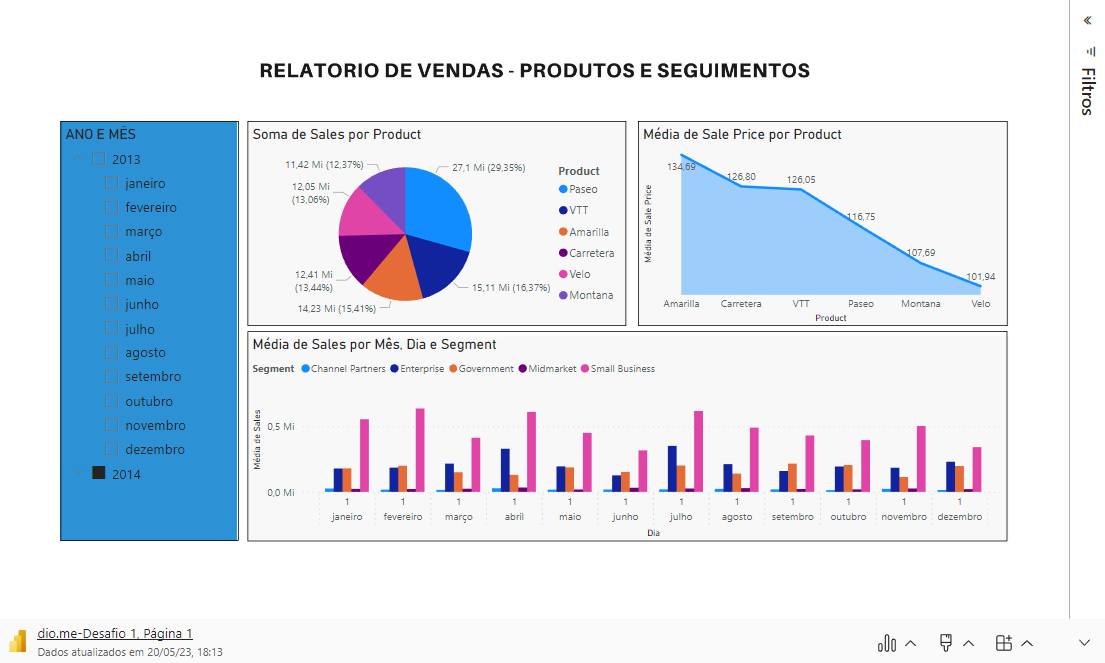 RELATORIO DE VENDAS - PRODUTOS E SEGUIMENTOS
ANO E MÊS
2013
janeiro
fevereiro
março
abril
maio
junho
julho
agosto
setembro
outubro
novembro
dezembro
2014
Soma de Sales por Product
11,42 Mi (12,37%)
27,1 Mi (29,35%)
12,05 Mi
(13,06%)
12,41 Mi
(13,44%)
15,11 Mi (16,37%)
14,23 Mi (15,41%)
Product
Paseo
VTT
Amarilla
Carretera
Velo
Montana
Média de Sale Price por Product
Média de Sale Price
134,69
126,80
126,05
116,75
107,69
101,94
Amarilla Carretera VTT Paseo Montana Velo
Product
Média de Sales por Mês, Dia e Segment
Segment Channel Partners Enterprise Government Midmarket Small Business
Média de Sales
0,5 Mi
0,0 Mi
1 1 1 1 1 1 1 1 1 1 1 1
janeiro fevereiro março abril maio junho julho agosto setembro outubro novembro dezembro
Dia
Filtros
dio.me-Desafio 1, Página 1
Dados atualizados em 20/05/23, 18:13